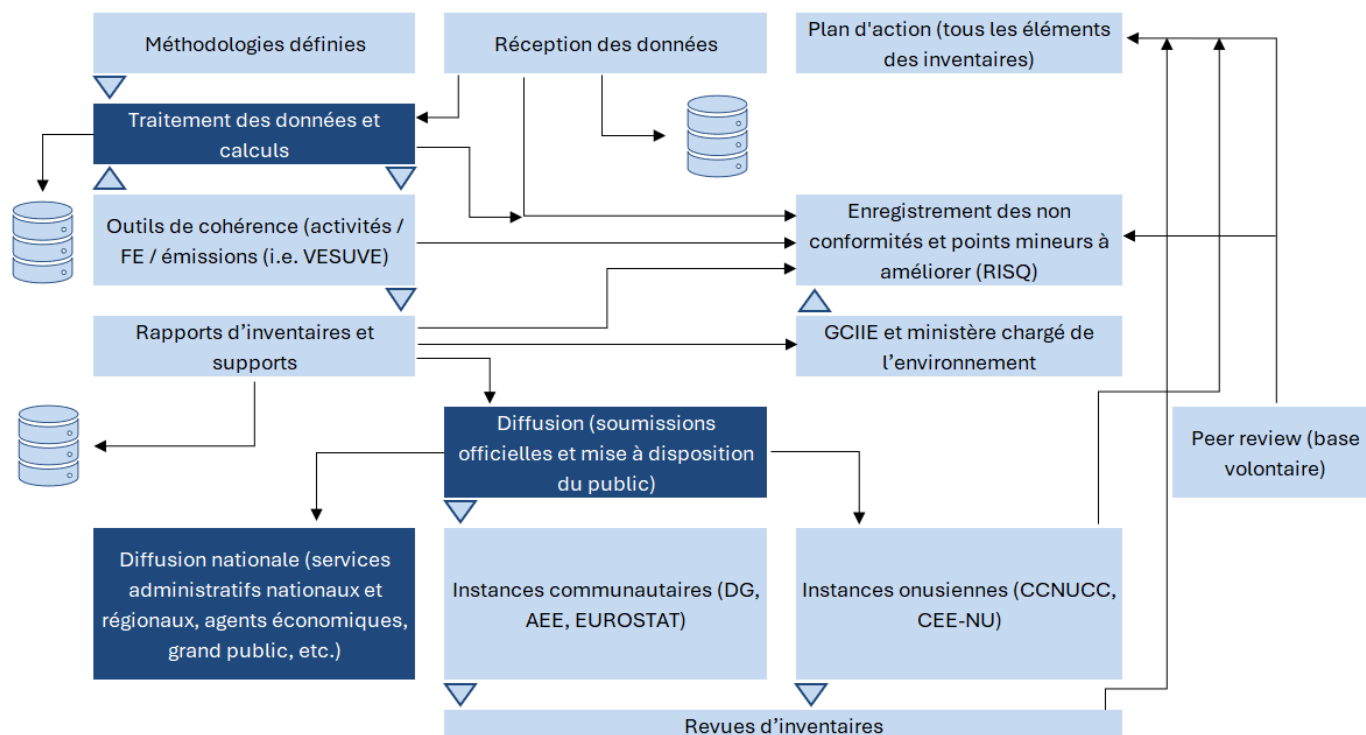 Méthodologies définies
Réception des données
Plan d'action (tous les éléments
des inventaires)
Traitement des données et
calculs
Outils de cohérence (activités /
FE / émissions (i.e. VESUVE)
Enregistrement des non
conformités et points mineurs à
améliorer (RISQ)
Rapports d’inventaires et
supports
GCIIE et ministère chargé de
l’environnement
Diffusion (soumissions
officielles et mise à disposition
du public)
Peer review (base
volontaire)
Diffusion nationale (services
administratifs nationaux et
régionaux, agents économiques,
grand public, etc.)
Instances communautaires (DG,
AEE, EUROSTAT)
Instances onusiennes (CCNUCC,
CEE-NU)
Revues d’inventaires